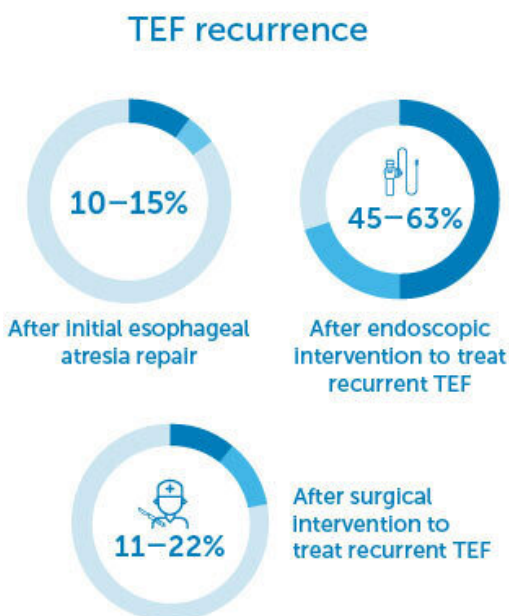 TEF recurrence
10–15%
After initial esophageal
atresia repair
45–63%
After endoscopic
intervention to treat
recurrent TEF
11–22%
After surgical
intervention to
treat recurrent TEF